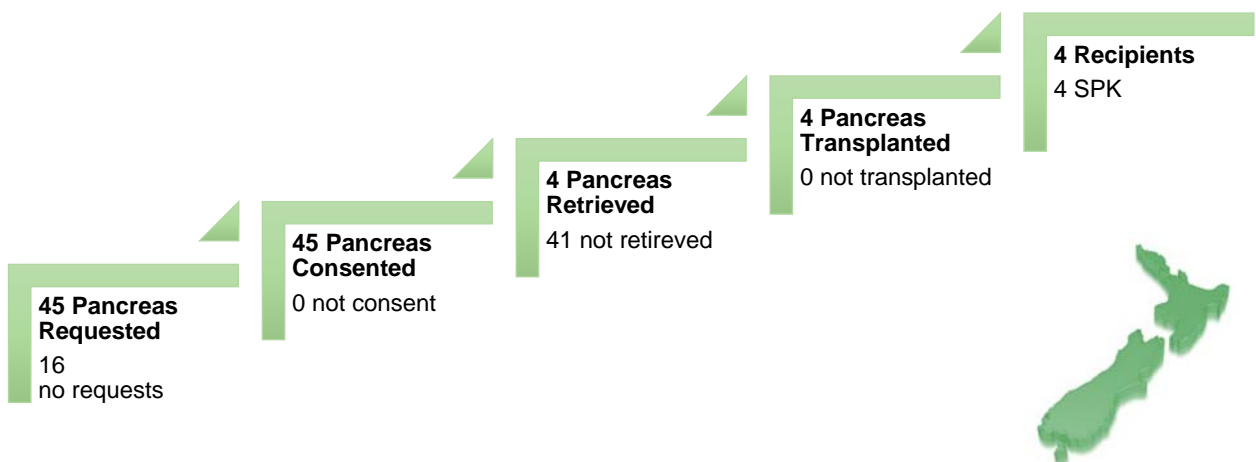 45 Pancreas
Requested
16
no requests
45 Pancreas
Consented
0 not consent
4 Pancreas
Retrieved
41 not retireved
4 Pancreas
Transplanted
0 not transplanted
4 Recipients
4 SPK